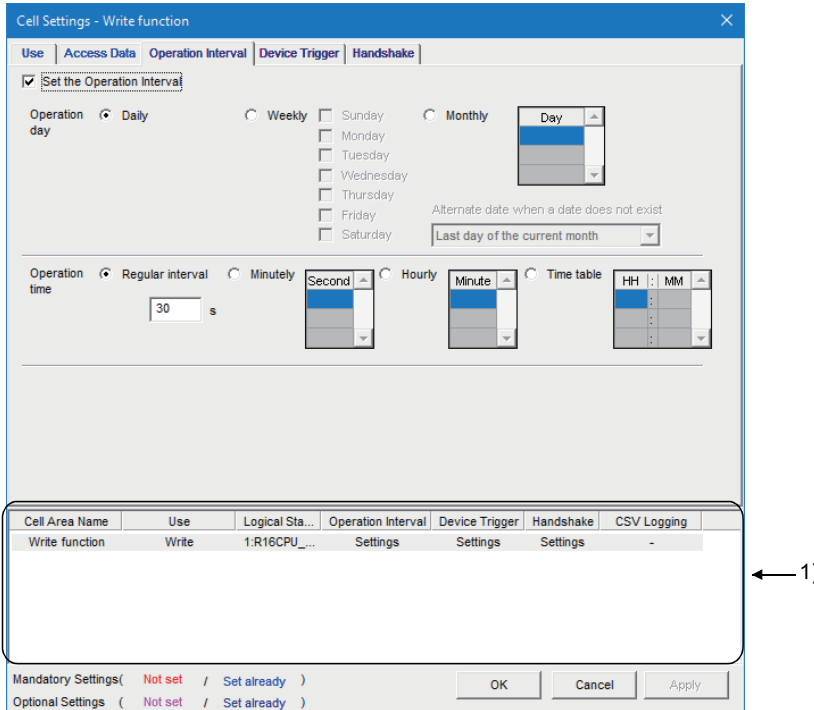 Cell Settings - Write function
Use Access Data Operation Interval Device Trigger Handshake
Set the Operation Interval
Operation day Daily Weekly Sunday Monthly Day
Monday
Tuesday
Wednesday
Thursday
Friday
Saturday
Alternate date when a date does not exist
Last day of the current month
Operation time Regular interval Minutely Second Hourly Minute Time table HH : MM
30 s
:
:
:
Cell Area Name Use Logical Sta... Operation Interval Device Trigger Handshake CSV Logging
Write function Write 1:R16CPU_... Settings Settings Settings -
1)
Mandatory Settings( Not set / Set already )
Optional Settings ( Not set / Set already )
OK Cancel Apply